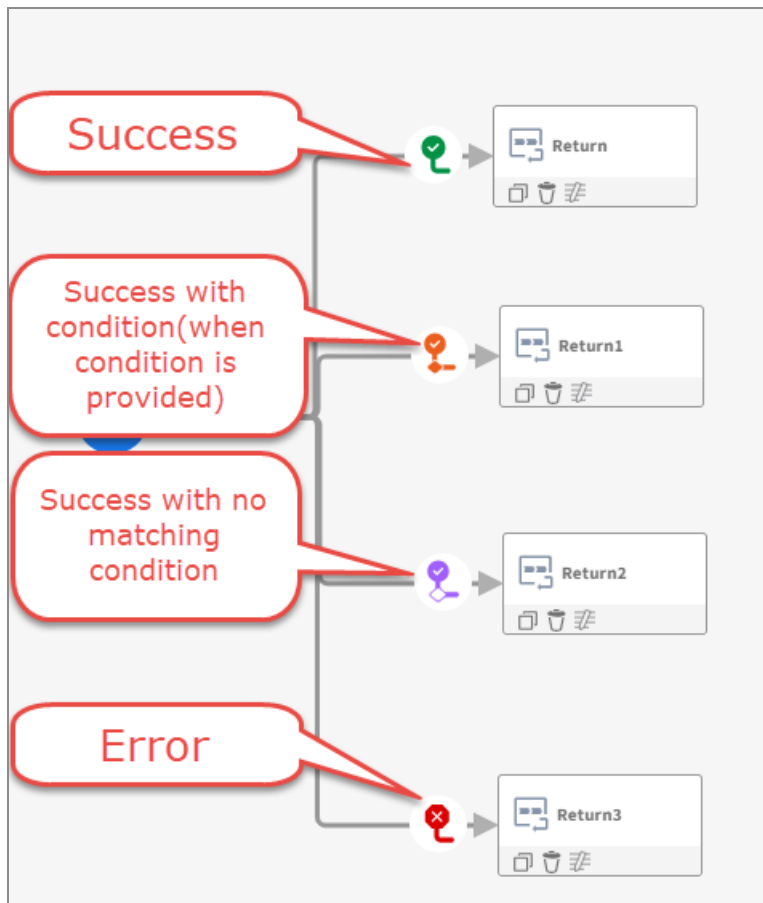 Success
Return
Success with
condition(when
condition is
provided)
Return1
Success with no
matching
condition
Return2
Error
Return3